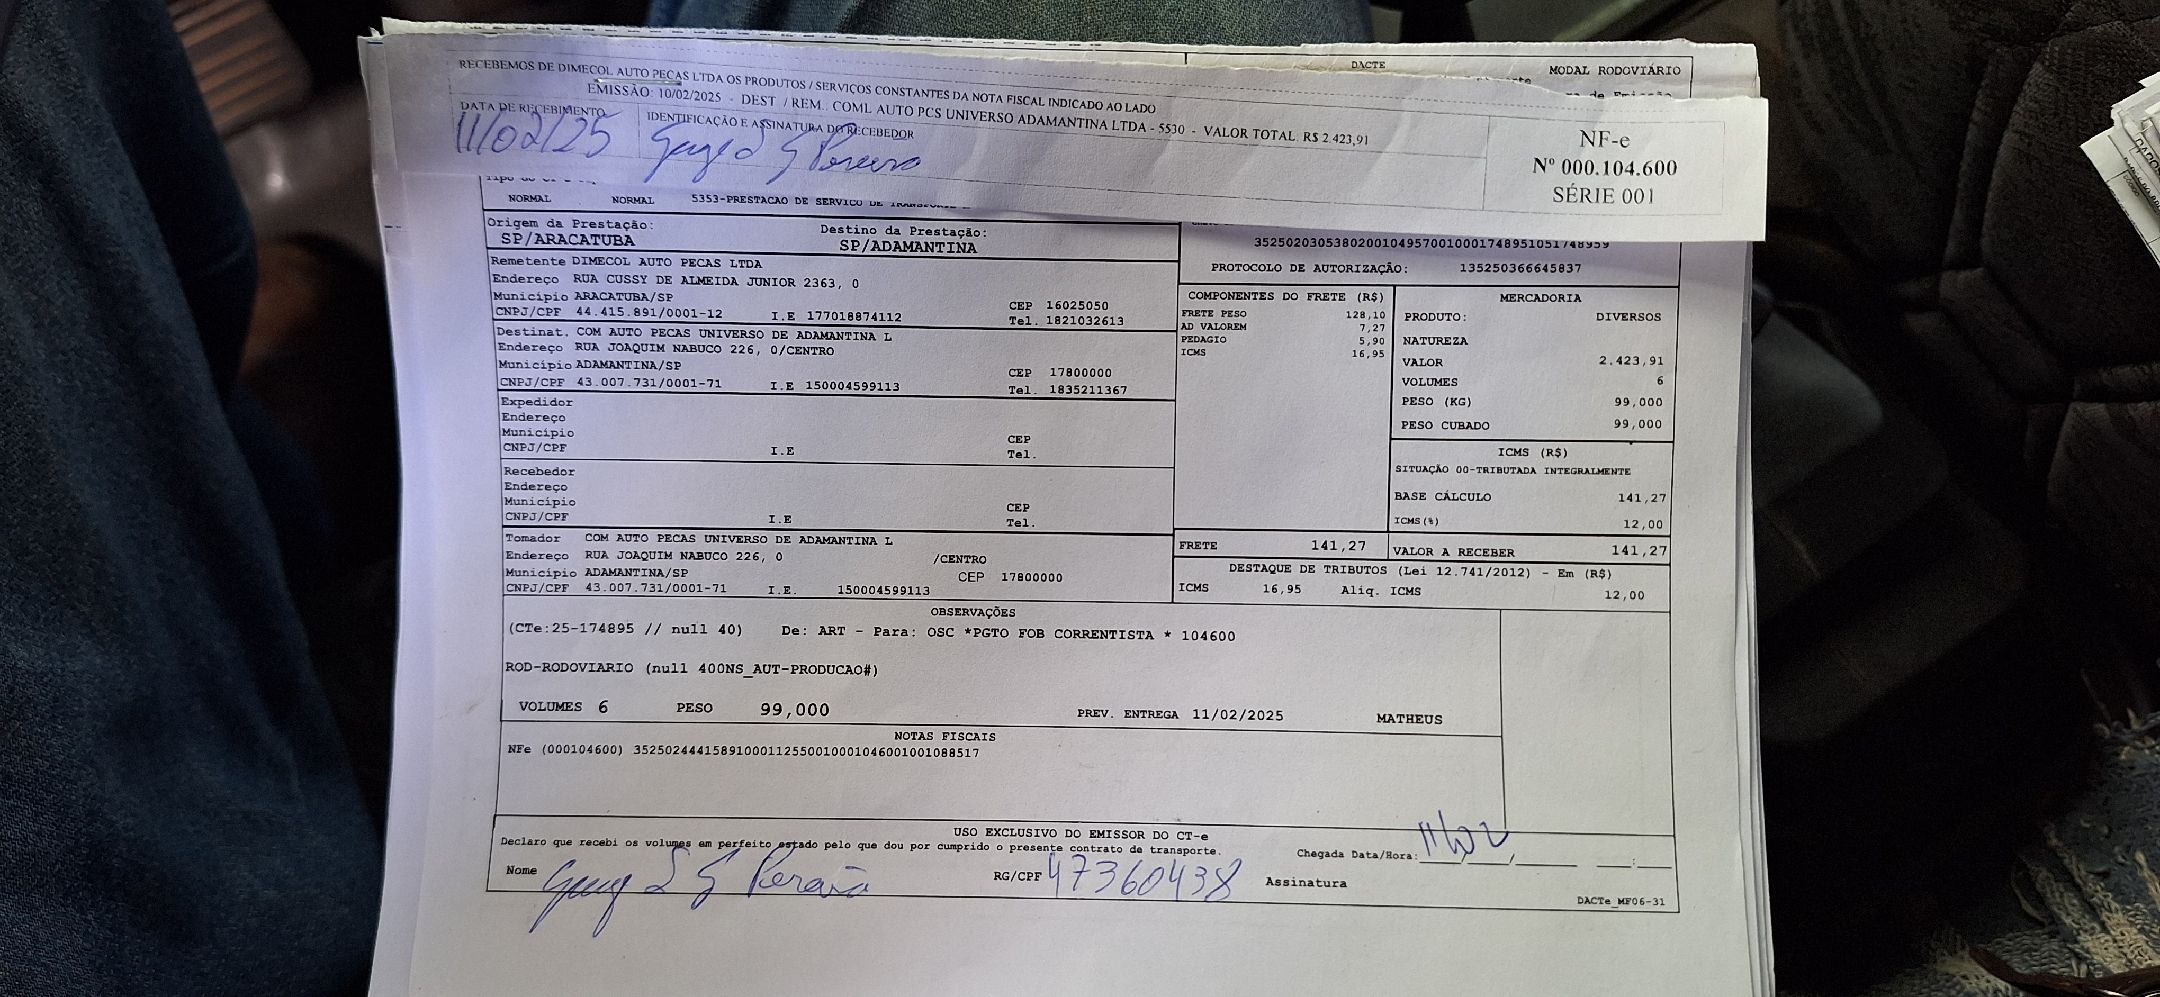 DACTE
MODAL RODOVIÁRIO
RECEBEMOS DE DIMECOL AUTO PEÇAS LTDA OS PRODUTOS / SERVIÇOS CONSTANTES DA NOTA FISCAL INDICADO AO LADO
EMISSÃO: 10/02/2025 - DEST / REM.: COML AUTO PCS UNIVERSO ADAMANTINA LTDA - 5530 - VALOR TOTAL: R$ 2.423,91
DATA DE RECEBIMENTO
11/02/25
IDENTIFICAÇÃO E ASSINATURA DO RECEBEDOR
Pereira
NF-e
Nº 000.104.600
SÉRIE 001
NORMAL NORMAL 5353-PRESTACAO DE SERVICO DE
Origem da Prestação: Destino da Prestação:
SP/ARACATUBA SP/ADAMANTINA
Remetente DIMECOL AUTO PECAS LTDA
Endereço RUA CUSSY DE ALMEIDA JUNIOR 2363, 0
Município ARACATUBA/SP CEP 16025050
CNPJ/CPF 44.415.891/0001-12 I.E 177018874112 Tel. 1821032613
Destinat. COM AUTO PECAS UNIVERSO DE ADAMANTINA L
Endereço RUA JOAQUIM NABUCO 226, 0/CENTRO
Município ADAMANTINA/SP CEP 17800000
CNPJ/CPF 43.007.731/0001-71 I.E 150004599113 Tel. 1835211367
Expedidor
Endereço
Município CEP
CNPJ/CPF I.E Tel.
Recebedor
Endereço
Município CEP
CNPJ/CPF I.E Tel.
Tomador COM AUTO PECAS UNIVERSO DE ADAMANTINA L
Endereço RUA JOAQUIM NABUCO 226, 0 /CENTRO
Município ADAMANTINA/SP CEP 17800000
CNPJ/CPF 43.007.731/0001-71 I.E. 150004599113
35250203053802001049570010001748951051748959
PROTOCOLO DE AUTORIZAÇÃO: 135250366645837
COMPONENTES DO FRETE (R$)
FRETE PESO 128,10
AD VALOREM 7,27
PEDAGIO 5,90
ICMS 16,95
MERCADORIA
PRODUTO: DIVERSOS
NATUREZA
VALOR 2.423,91
VOLUMES 6
PESO (KG) 99,000
PESO CUBADO 99,000
ICMS (R$)
SITUAÇÃO 00-TRIBUTADA INTEGRALMENTE
BASE CÁLCULO 141,27
ICMS(%) 12,00
FRETE 141,27 VALOR A RECEBER 141,27
DESTAQUE DE TRIBUTOS (Lei 12.741/2012) - Em (R$)
ICMS 16,95 Aliq. ICMS 12,00
OBSERVAÇÕES
(CTe:25-174895 // null 40) De: ART - Para: OSC *PGTO FOB CORRENTISTA * 104600
ROD-RODOVIARIO (null 400NS_AUT-PRODUCAO#)
VOLUMES 6 PESO 99,000 PREV. ENTREGA 11/02/2025 MATHEUS
NOTAS FISCAIS
NFe (000104600) 35250244415891000112550010001046001001088517
USO EXCLUSIVO DO EMISSOR DO CT-e
Declaro que recebi os volumes em perfeito estado pelo que dou por cumprido o presente contrato de transporte.
Chegada Data/Hora: 11/02
Nome Pereira RG/CPF 47360438 Assinatura
DACTe_MF06-31